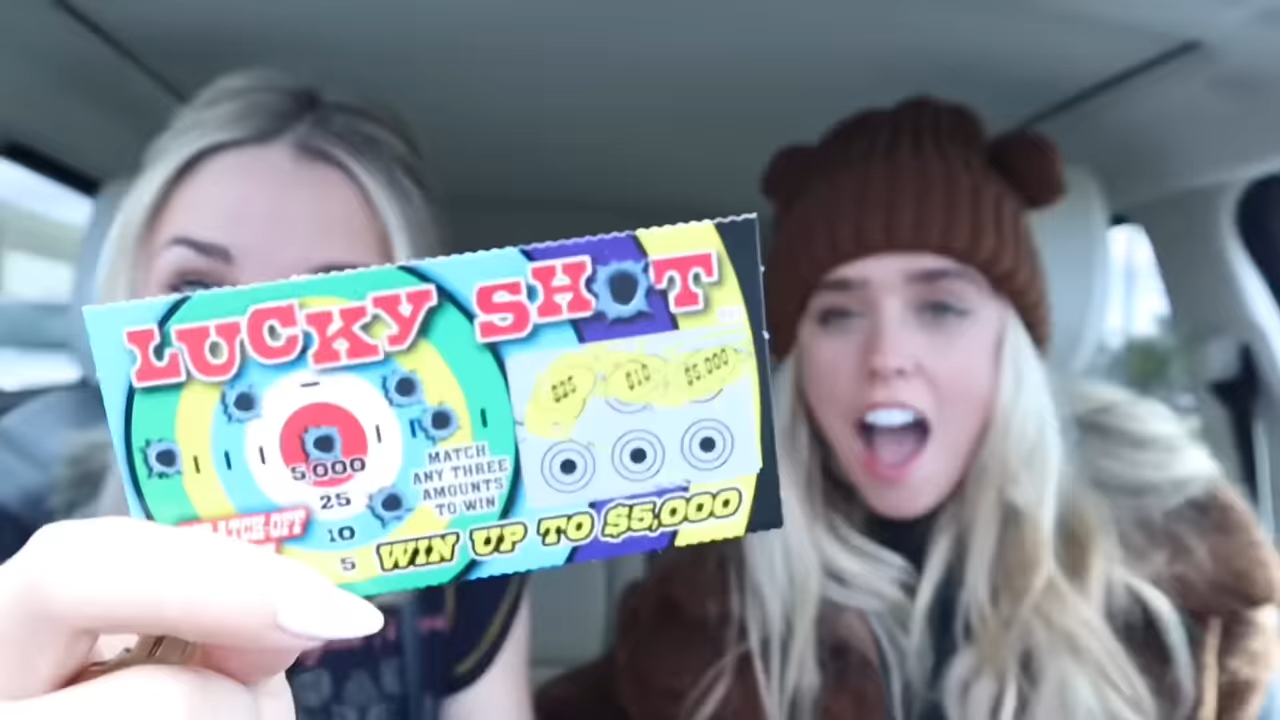 LUCKY SHOT
$25 $10 $5,000
5,000
25
10
5
MATCH
ANY THREE
AMOUNTS
TO WIN
WIN UP TO $5,000